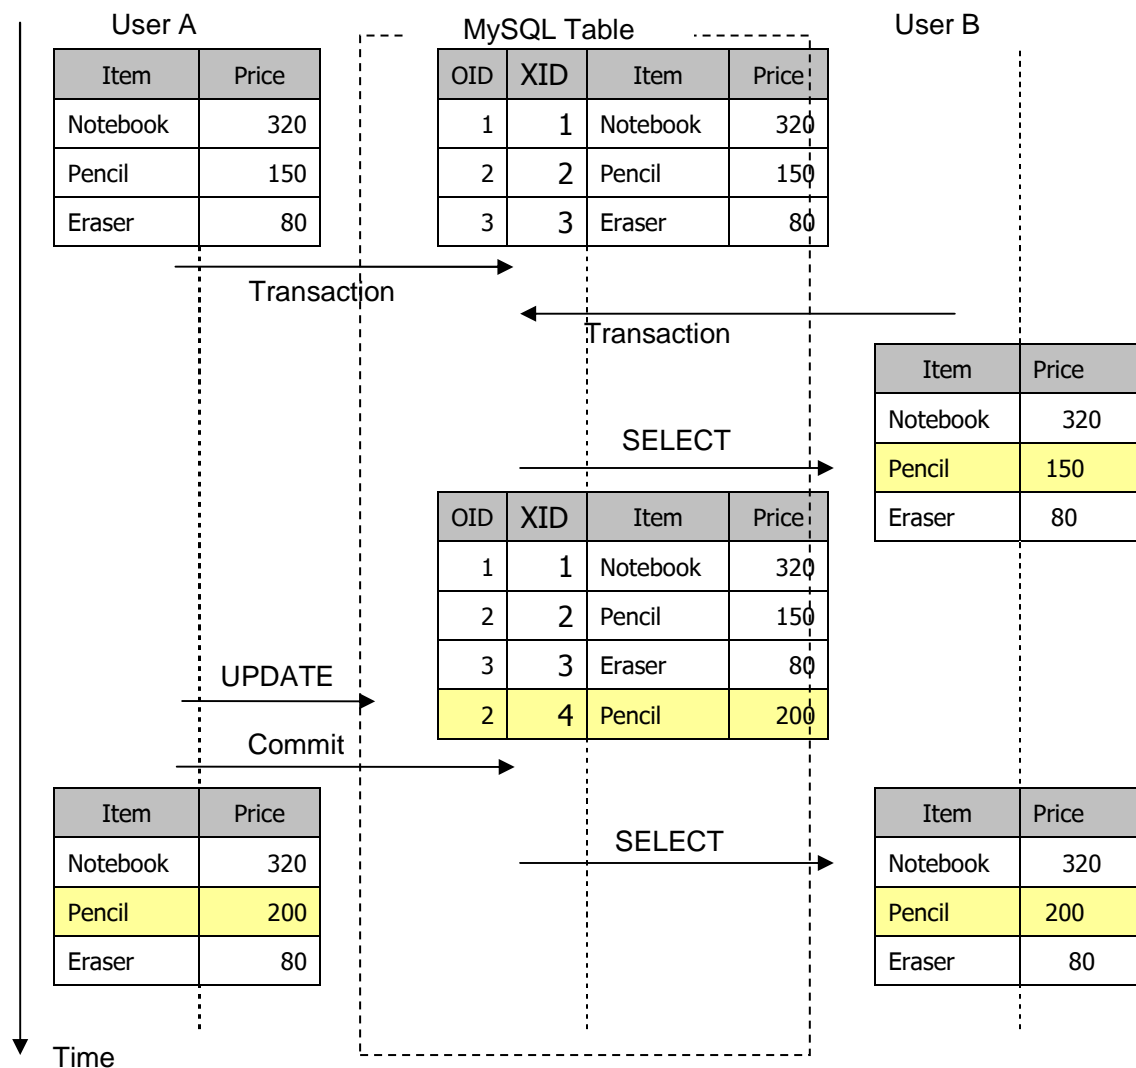 User A
MySQL Table
User B
Item Price
Notebook 320
Pencil 150
Eraser 80
OID XID Item Price
1 1 Notebook 320
2 2 Pencil 150
3 3 Eraser 80
Transaction
Transaction
Item Price
Notebook 320
Pencil 150
Eraser 80
SELECT
OID XID Item Price
1 1 Notebook 320
2 2 Pencil 150
3 3 Eraser 80
2 4 Pencil 200
UPDATE
Commit
Item Price
Notebook 320
Pencil 200
Eraser 80
SELECT
Item Price
Notebook 320
Pencil 200
Eraser 80
Time